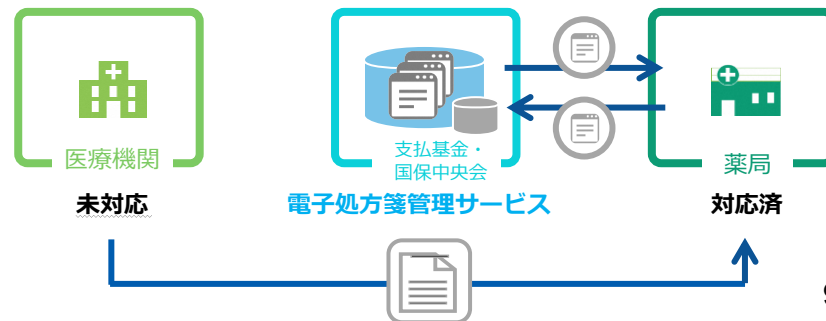 医療機関
未対応
支払基金・
国保中央会
電子処方箋管理サービス
薬局
対応済